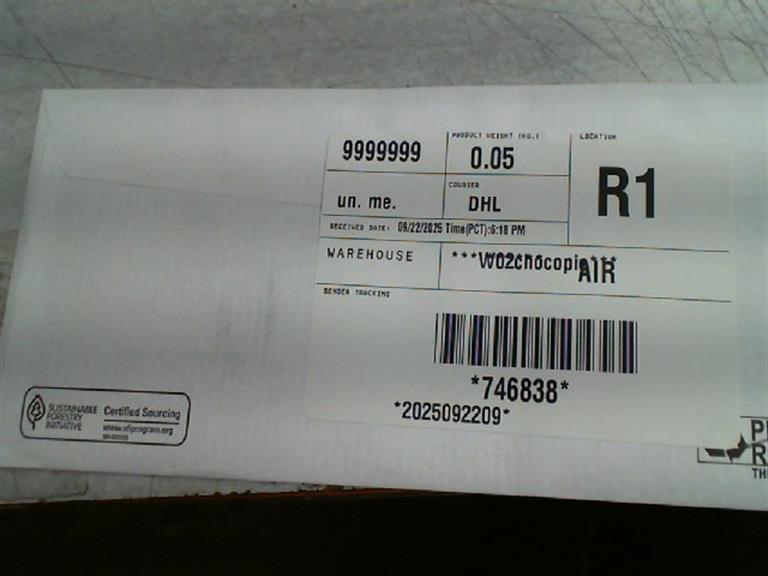 9999999
PRODUCT WEIGHT (KG.)
0.05
LOCATION
R1
un. me.
COURIER
DHL
RECEIVED DATE: 09/22/2025 Time(PCT):6:18 PM
WAREHOUSE
AIR
SENDER TRACKING
*746838*
*2025092209*
SUSTAINABLE
FORESTRY
INITIATIVE
Certified Sourcing
www.sfiprogram.org
P
R
TH